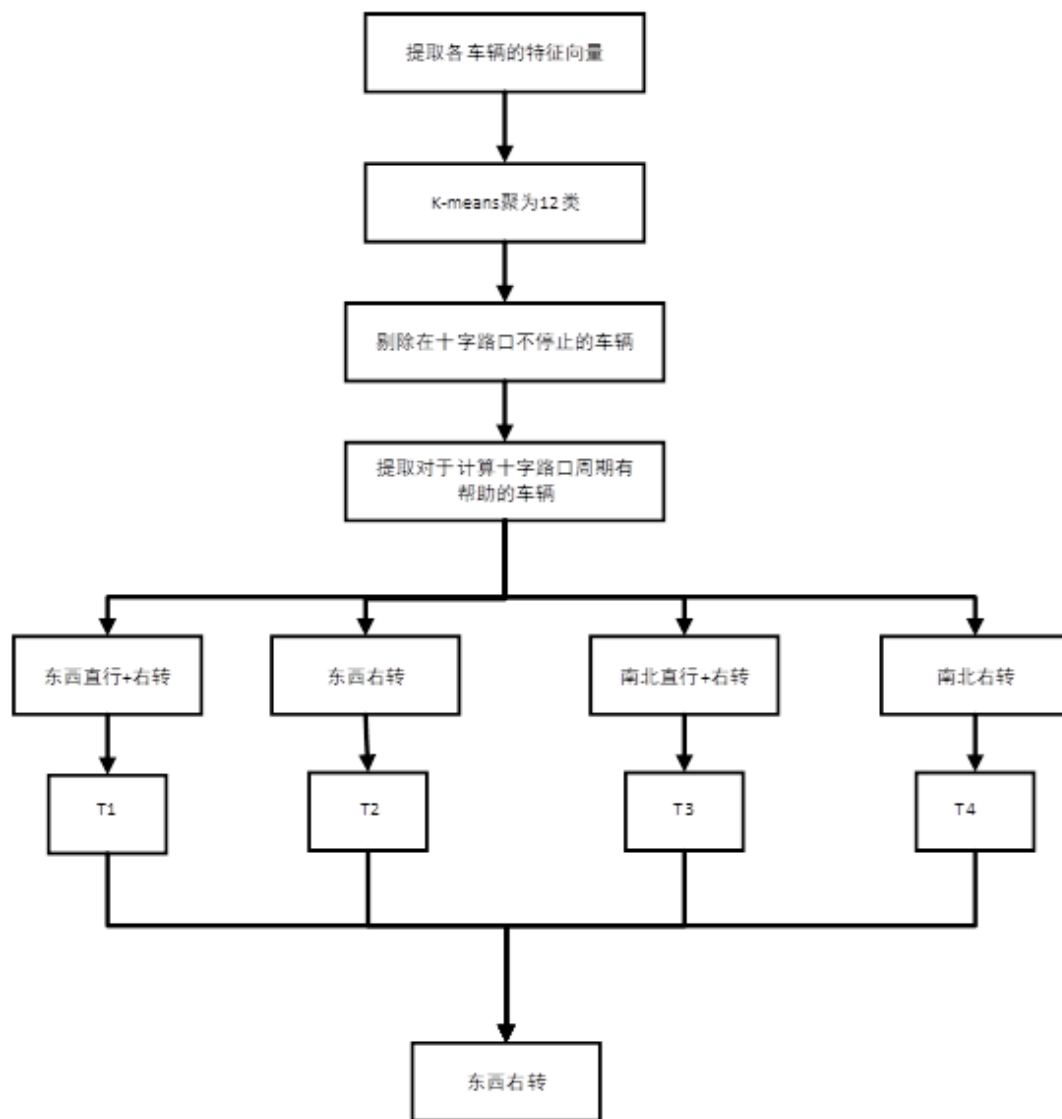 提取各车辆的特征向量
K-means聚为12类
剔除在十字路口不停止的车辆
提取对于计算十字路口周期有
帮助的车辆
东西直行+右转
东西右转
南北直行+右转
南北右转
T1
T2
T3
T4
东西右转